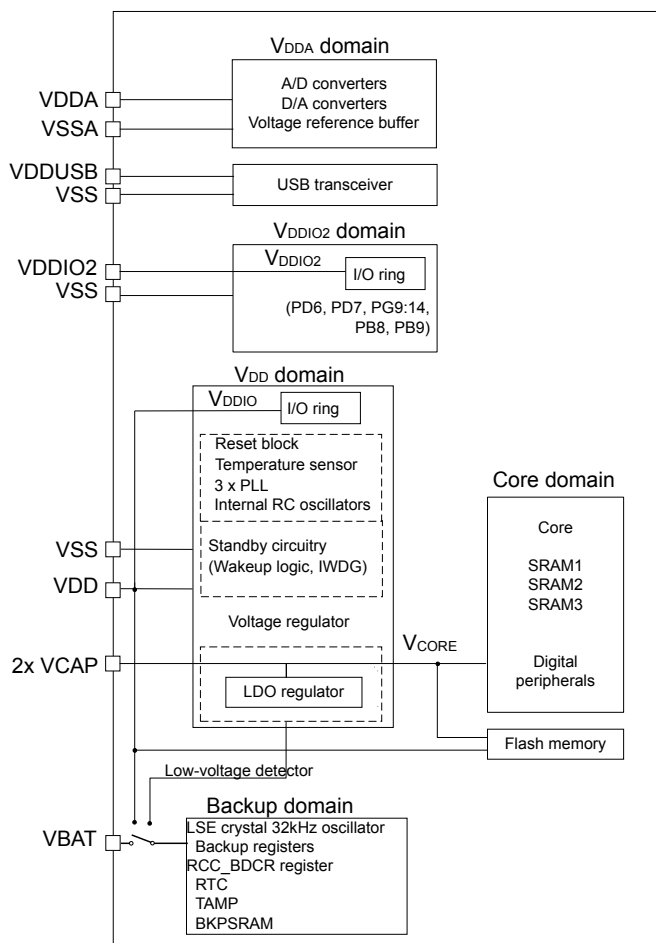 VDDA domain
A/D converters
D/A converters
Voltage reference buffer
VDDA
VSSA
VDDUSB
VSS
USB transceiver
VDDIO2 domain
VDDIO2
VDDIO2
I/O ring
VSS
(PD6, PD7, PG9:14,
PB8, PB9)
VDD domain
VDDIO
I/O ring
Reset block
Temperature sensor
3 x PLL
Internal RC oscillators
VSS
Standby circuitry
(Wakeup logic, IWDG)
VDD
Voltage regulator
2x VCAP
LDO regulator
VCORE
Core domain
Core
SRAM1
SRAM2
SRAM3
Digital
peripherals
Flash memory
Low-voltage detector
Backup domain
VBAT
LSE crystal 32kHz oscillator
Backup registers
RCC_BDCR register
RTC
TAMP
BKPSRAM